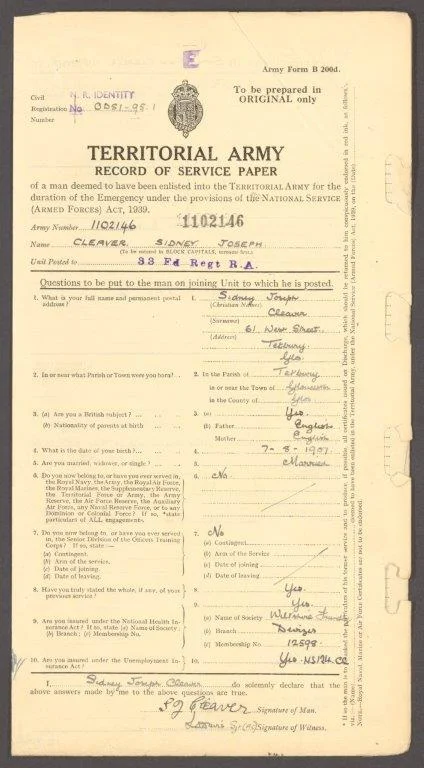 E
Army Form B 200d.
Civil
Registration
Number
N. R. IDENTITY
No. ODSI-95.1
To be prepared in
ORIGINAL only
TERRITORIAL ARMY
RECORD OF SERVICE PAPER
of a man deemed to have been enlisted into the TERRITORIAL ARMY for the
duration of the Emergency under the provisions of the NATIONAL SERVICE
(ARMED FORCES) ACT, 1939.
Army Number 1102146 1102146
Name CLEAVER. SIDNEY JOSEPH.
(To be entered in BLOCK CAPITALS, surname first.)
Unit Posted to 33 Fd Regt R.A.
Questions to be put to the man on joining Unit to which he is posted.
1. What is your full name and permanent postal
address?
1. Sidney Joseph
(Christian Names)
Cleaver
(Surname)
61 West Street
(Address)
Tetbury
Glos
2. In or near what Parish or Town were you born?
2. In the Parish of Tetbury
in or near the Town of Gloucester
in the County of Glos
3. (a) Are you a British subject?
(b) Nationality of parents at birth
3. (a) Yes.
(b) Father English
Mother English
4. What is the date of your birth?
4. 7-8-1907
5. Are you married, widower, or single?
5. Married
6. Do you now belong to, or have you ever served in,
the Royal Navy, the Army, the Royal Air Force,
the Royal Marines, the Supplementary Reserve,
the Territorial Force or Army, the Army
Reserve, the Air Force Reserve, the Auxiliary
Air Force, any Naval Reserve Force, or to any
Dominion or Colonial Force? If so, *state
particulars of ALL engagements.
6. No
7. Do you now belong to, or have you ever served
in, the Senior Division of the Officers Training
Corps? If so, state—
(a) Contingent.
(b) Arm of the service.
(c) Date of joining.
(d) Date of leaving.
7. No
(a) Contingent
(b) Arm of the Service
(c) Date of joining
(d) Date of leaving
8. Have you truly stated the whole, if any, of your
previous service?
8. Yes.
9. Are you insured under the National Health In-
surance Act? If so, state (a) Name of Society;
(b) Branch; (c) Membership No.
9. Yes.
(a) Name of Society Wiltshire Friendly
(b) Branch Devizes
(c) Membership No. 12598
10. Are you insured under the Unemployment In-
surance Act?
10. Yes.
I, Sidney Joseph Cleaver do solemnly declare that the
above answers made by me to the above questions are true.
S J Cleaver Signature of Man.
Signature of Witness.